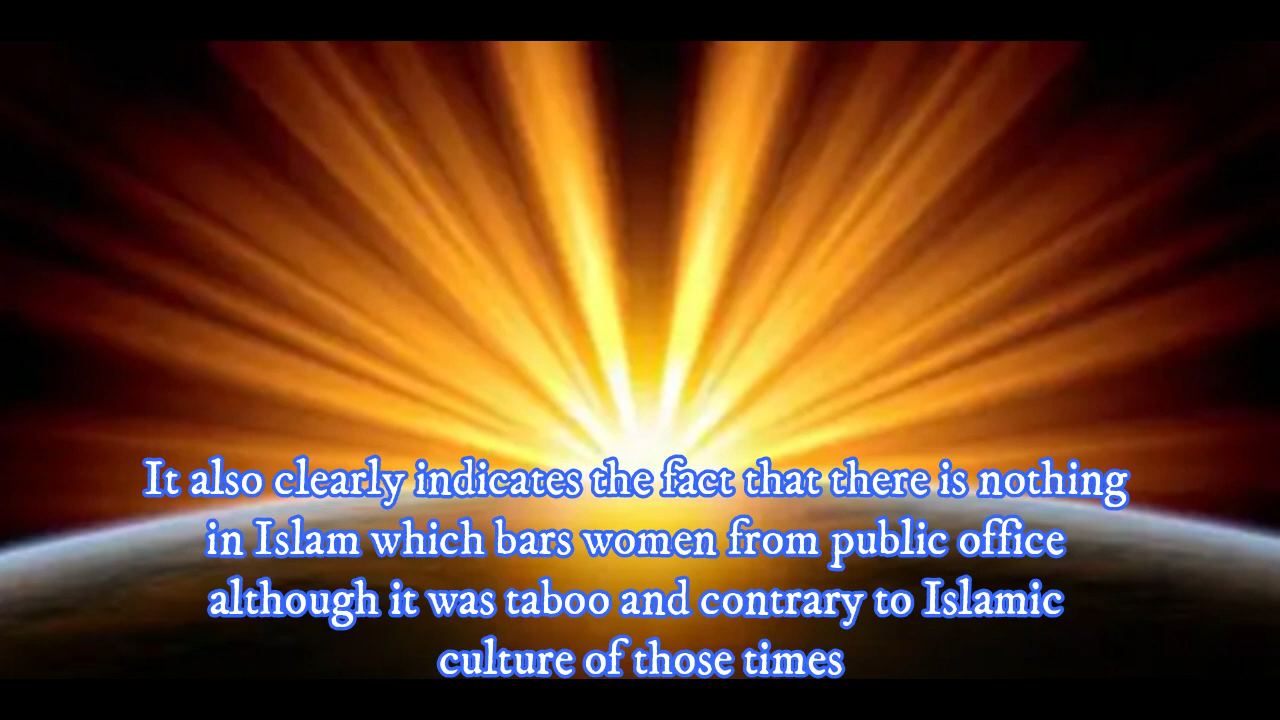 It also clearly indicates the fact that there is nothing
in Islam which bars women from public office
although it was taboo and contrary to Islamic
culture of those times